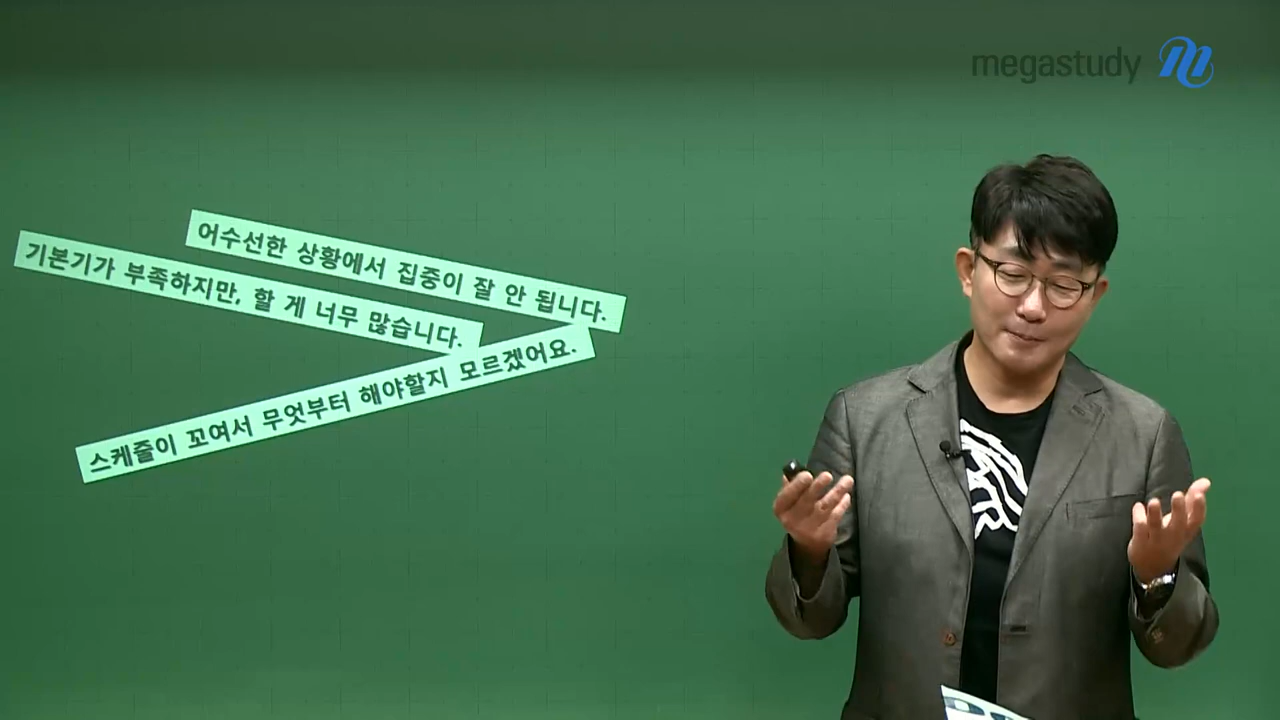 megastudy
어수선한 상황에서 집중이 잘 안 됩니다.
기본기가 부족하지만, 할 게 너무 많습니다.
스케줄이 꼬여서 무엇부터 해야할지 모르겠어요.